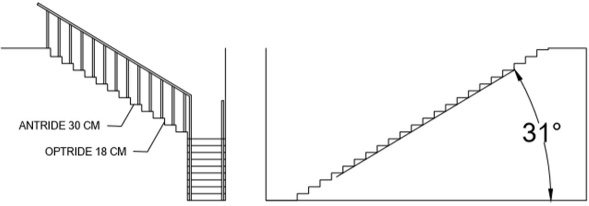 ANTRIDE 30 CM
OPTRIDE 18 CM
31°